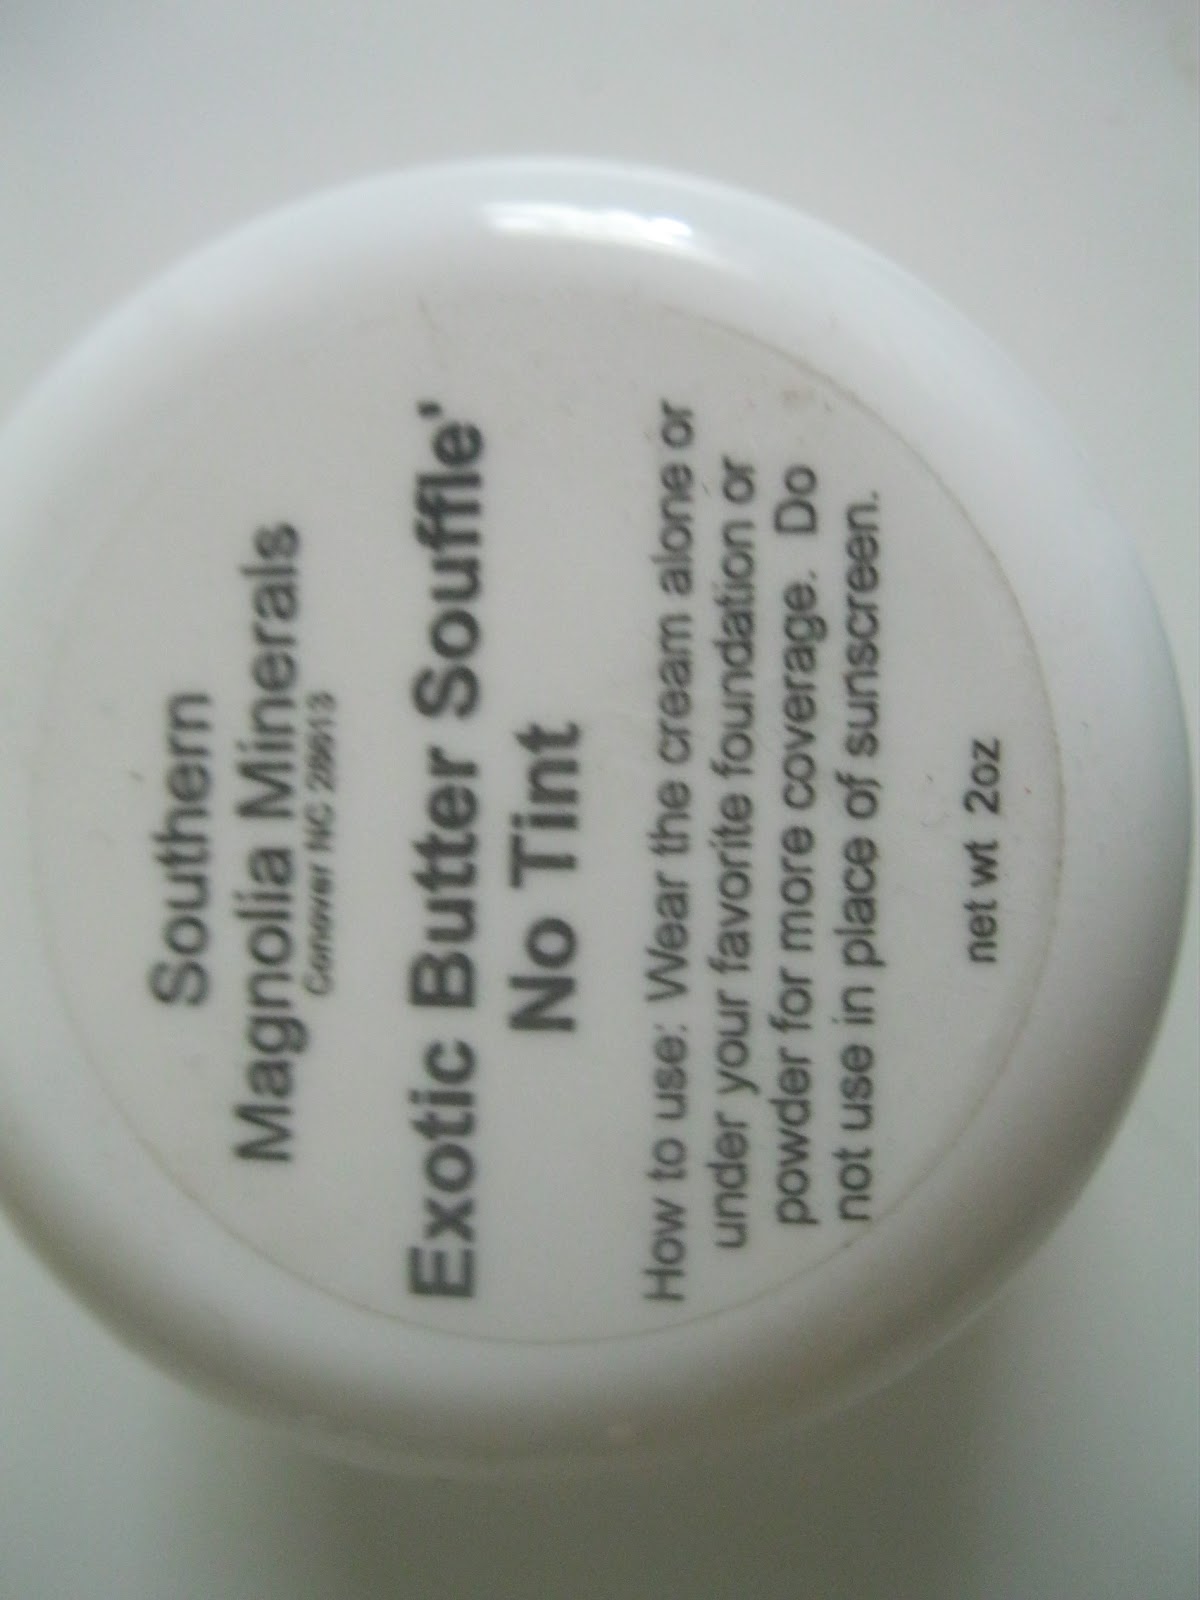 Southern
Magnolia Minerals
Conover NC 28613
Exotic Butter Souffle'
No Tint
How to use: Wear the cream alone or
under your favorite foundation or
powder for more coverage. Do
not use in place of sunscreen.
net wt 2oz